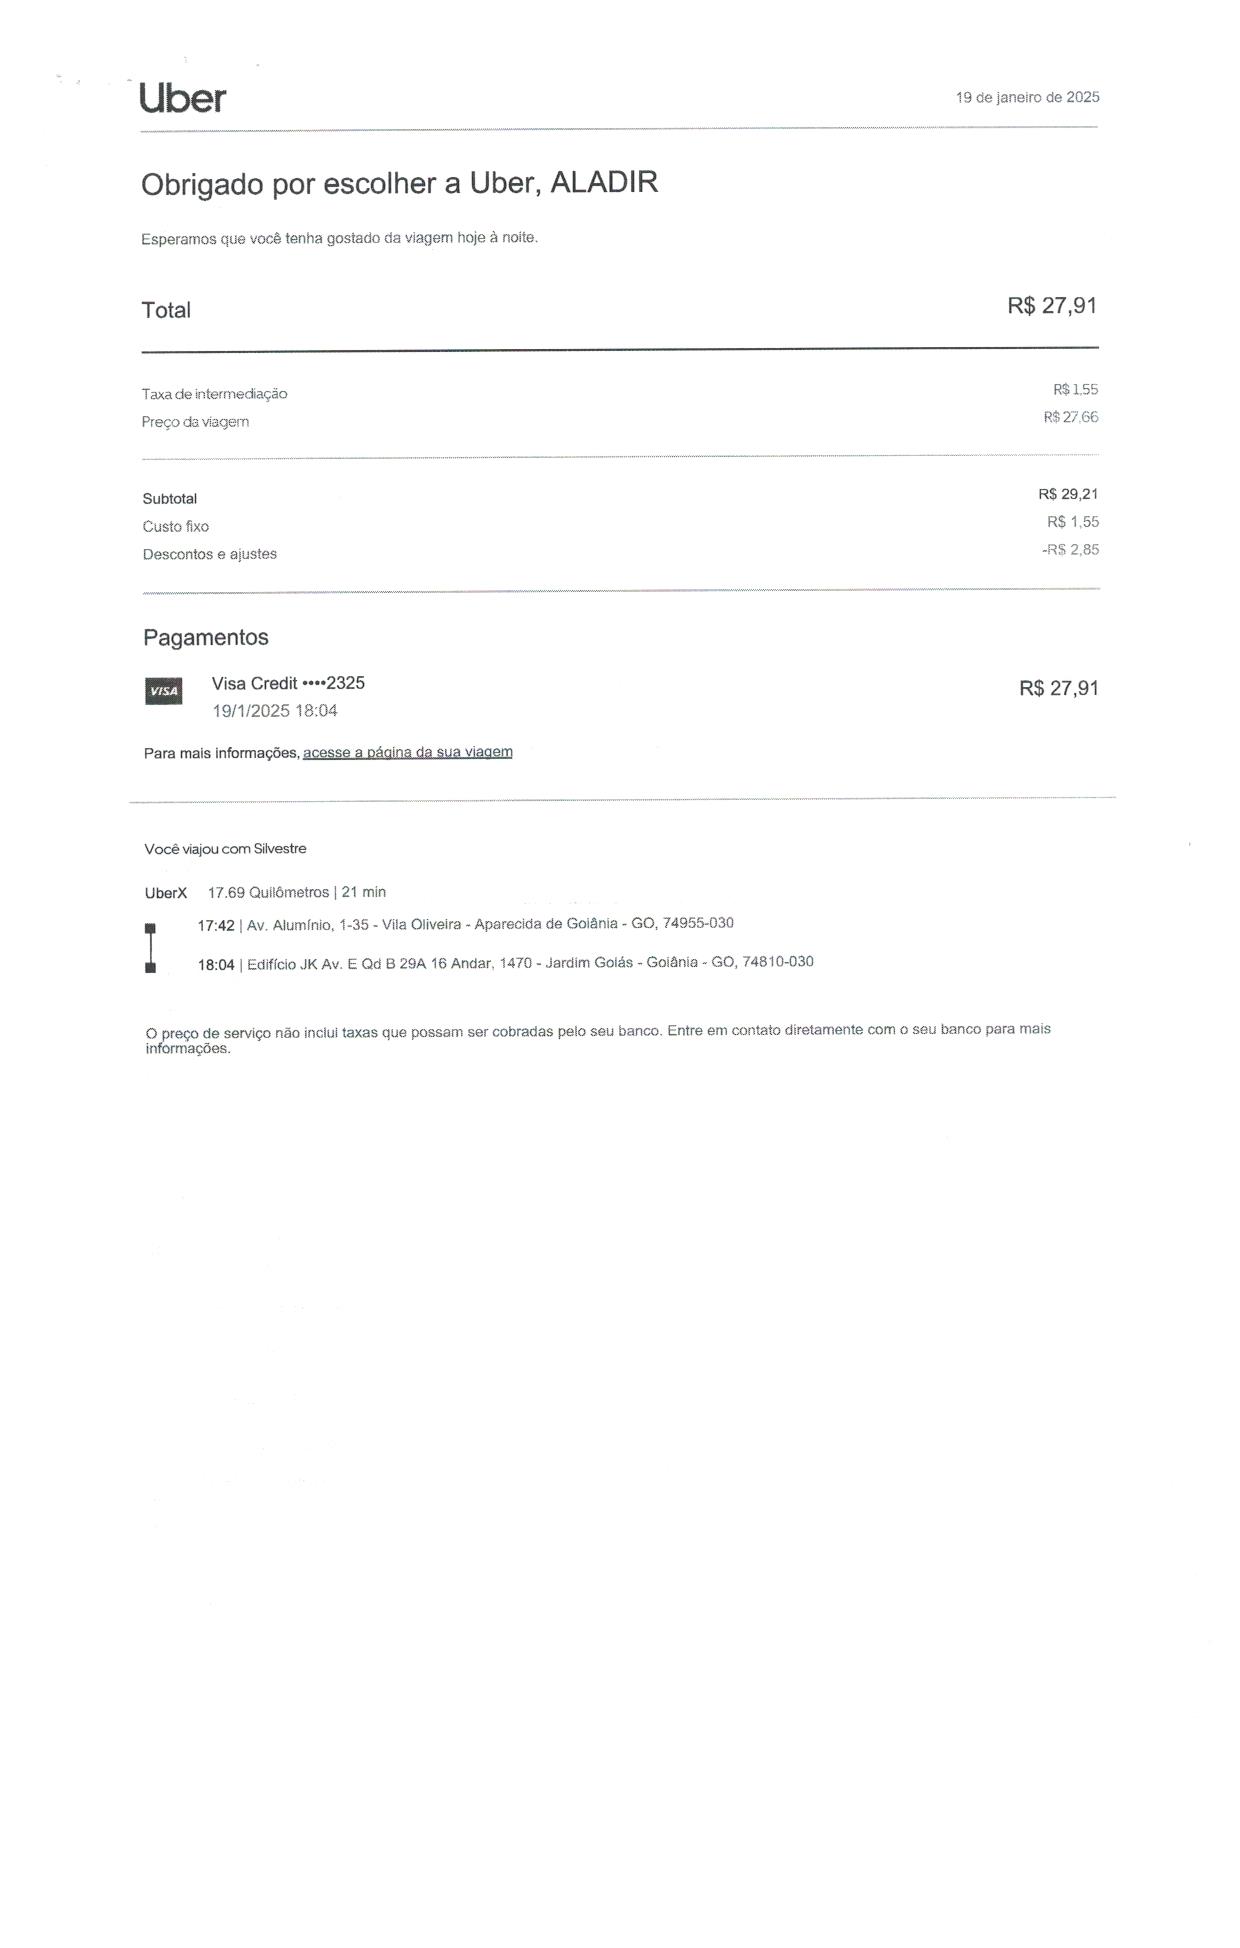 Uber
19 de janeiro de 2025
Obrigado por escolher a Uber, ALADIR
Esperamos que você tenha gostado da viagem hoje à noite.
Total R$ 27,91
Taxa de intermediação R$ 1,55
Preço da viagem R$ 27,66
Subtotal R$ 29,21
Custo fixo R$ 1,55
Descontos e ajustes -R$ 2,85
Pagamentos
VISA Visa Credit ••••2325 R$ 27,91
19/1/2025 18:04
Para mais informações, acesse a página da sua viagem
Você viajou com Silvestre
UberX 17.69 Quilômetros | 21 min
17:42 | Av. Alumínio, 1-35 - Vila Oliveira - Aparecida de Goiânia - GO, 74955-030
18:04 | Edifício JK Av. E Qd B 29A 16 Andar, 1470 - Jardim Goiás - Goiânia - GO, 74810-030
O preço de serviço não inclui taxas que possam ser cobradas pelo seu banco. Entre em contato diretamente com o seu banco para mais
informações.